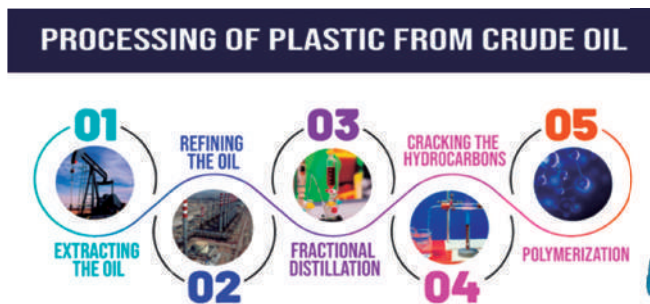 PROCESSING OF PLASTIC FROM CRUDE OIL
01
EXTRACTING
THE OIL
REFINING
THE OIL
02
03
FRACTIONAL
DISTILLATION
CRACKING THE
HYDROCARBONS
04
05
POLYMERIZATION